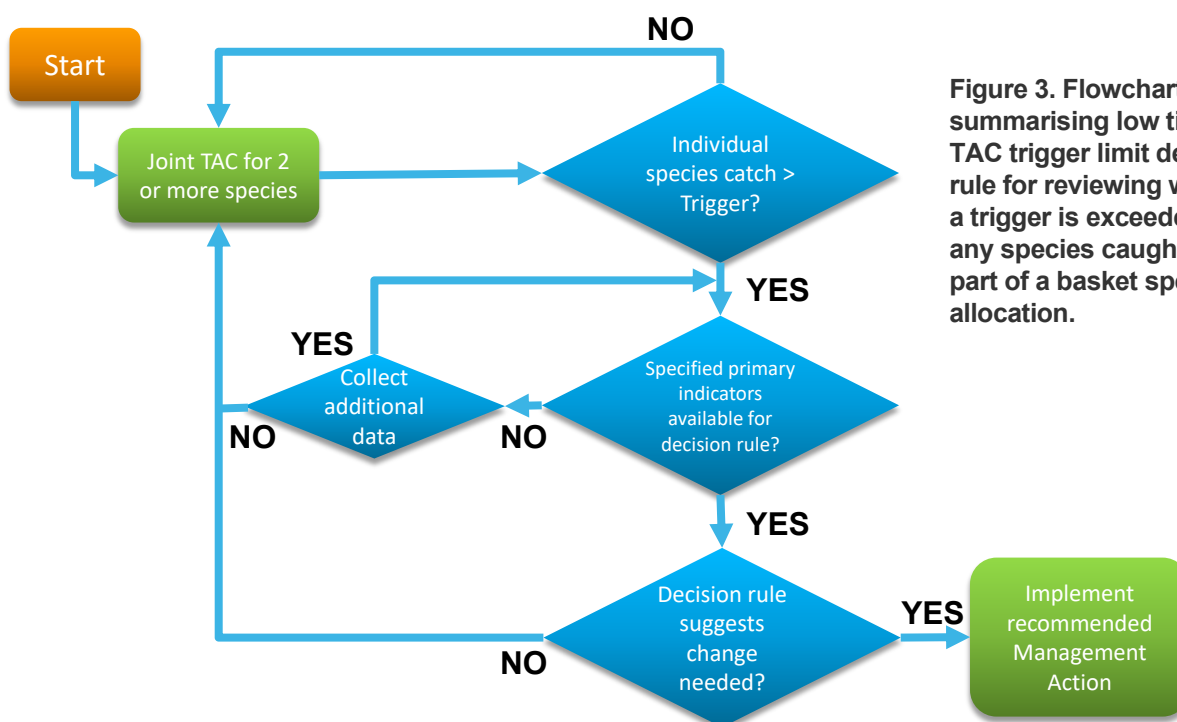 NO
Start
Joint TAC for 2
or more species
Individual
species catch >
Trigger?
Figure 3. Flowchart
summarising low ti
TAC trigger limit de
rule for reviewing w
a trigger is exceede
any species caugh
part of a basket spe
allocation.
YES
YES
Collect
additional
data
NO
NO
Specified primary
indicators
available for
decision rule?
YES
Decision rule
suggests
change
needed?
NO
YES
Implement
recommended
Management
Action